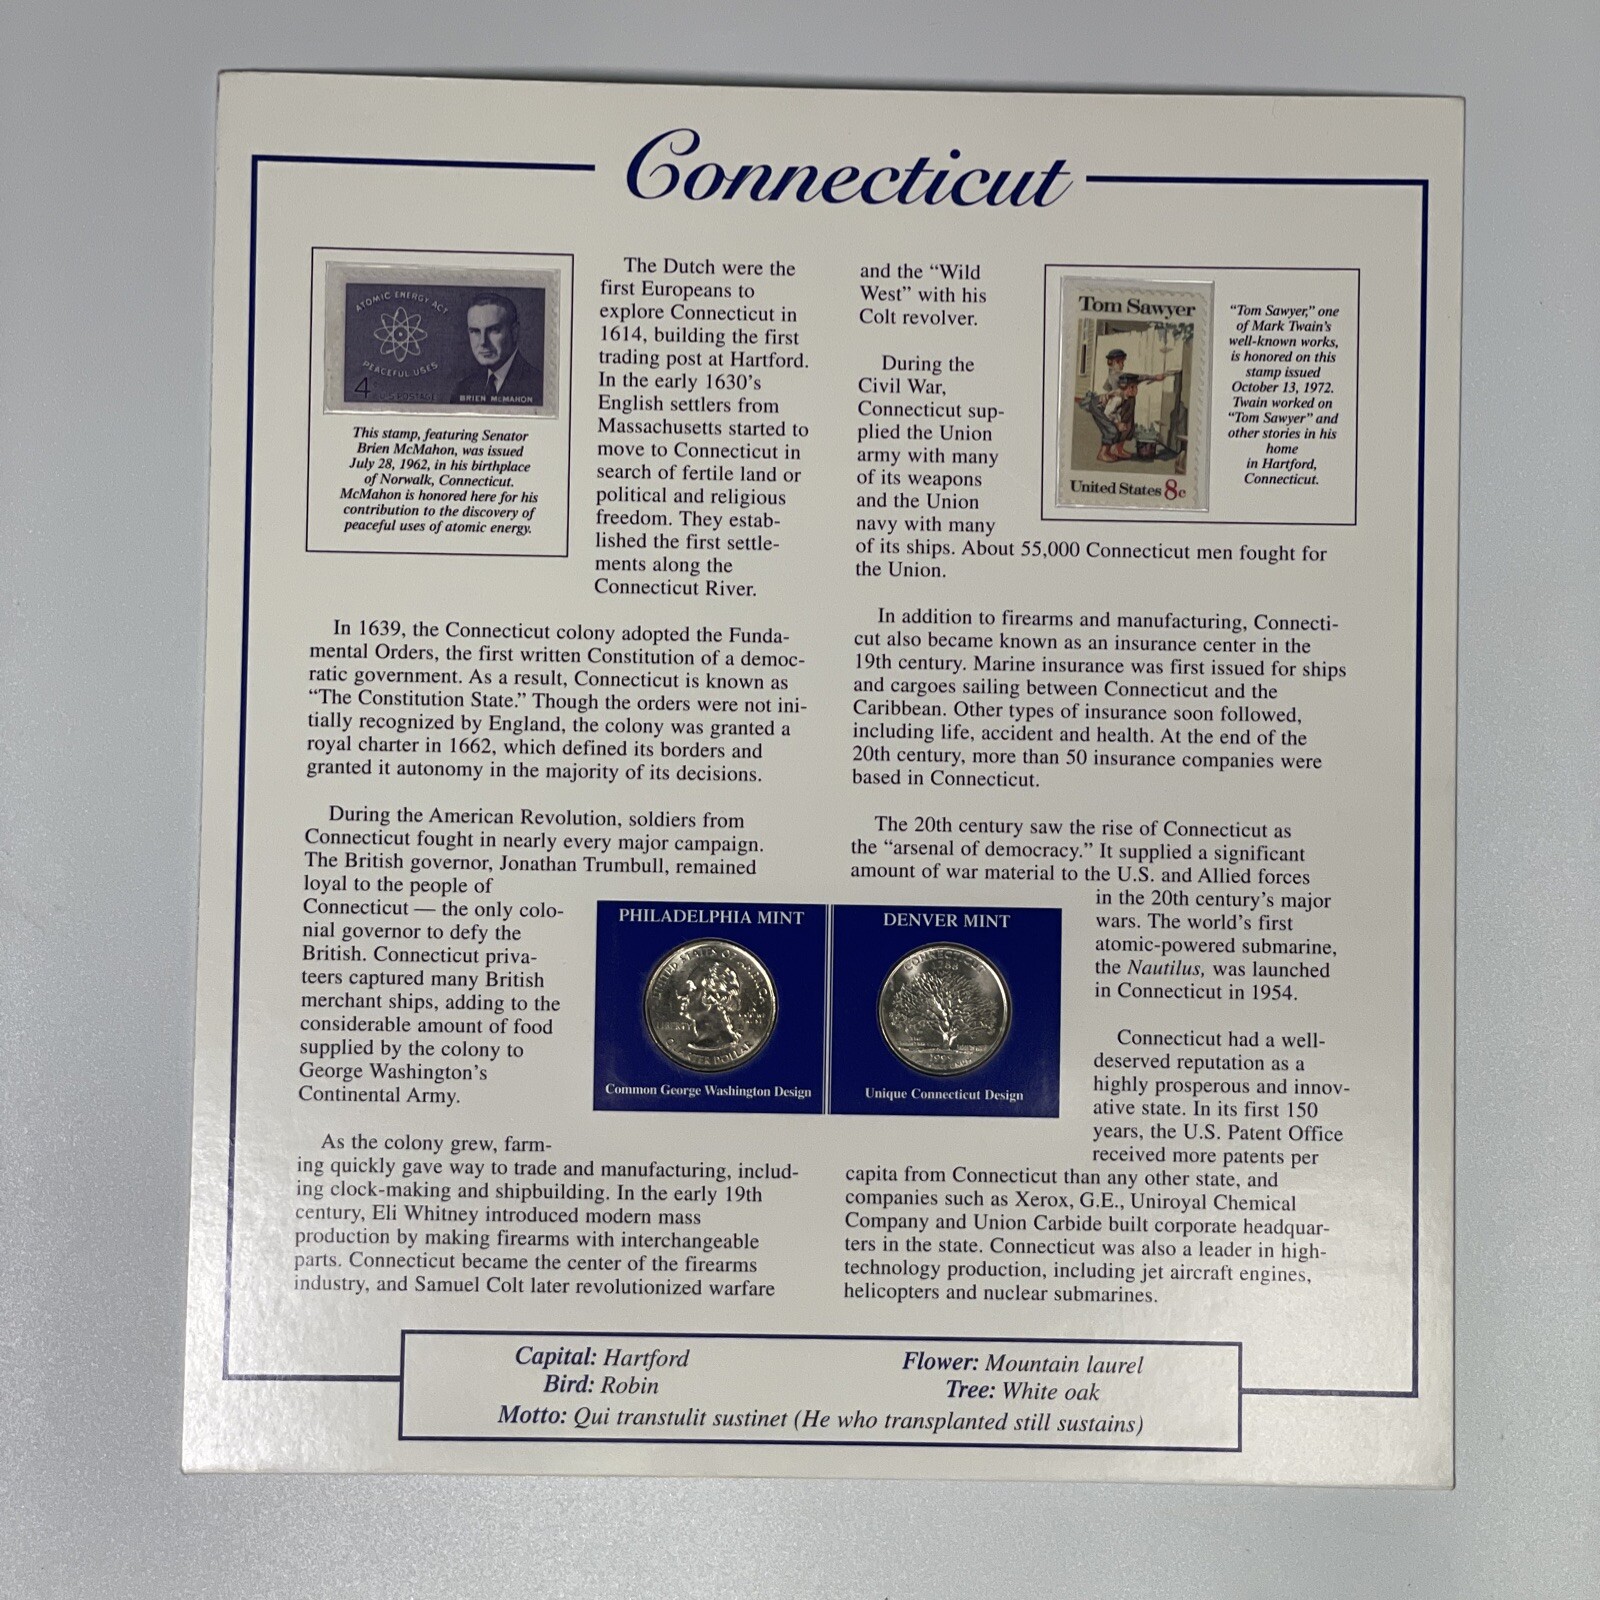 Connecticut
ATOMIC ENERGY ACT
PEACEFUL USES
4¢ U.S. POSTAGE
BRIEN McMAHON
This stamp, featuring Senator
Brien McMahon, was issued
July 28, 1962, in his birthplace
of Norwalk, Connecticut.
McMahon is honored here for his
contribution to the discovery of
peaceful uses of atomic energy.
The Dutch were the
first Europeans to
explore Connecticut in
1614, building the first
trading post at Hartford.
In the early 1630's
English settlers from
Massachusetts started to
move to Connecticut in
search of fertile land or
political and religious
freedom. They estab-
lished the first settle-
ments along the
Connecticut River.
In 1639, the Connecticut colony adopted the Funda-
mental Orders, the first written Constitution of a democ-
ratic government. As a result, Connecticut is known as
“The Constitution State.” Though the orders were not ini-
tially recognized by England, the colony was granted a
royal charter in 1662, which defined its borders and
granted it autonomy in the majority of its decisions.
During the American Revolution, soldiers from
Connecticut fought in nearly every major campaign.
The British governor, Jonathan Trumbull, remained
loyal to the people of
Connecticut — the only colo-
nial governor to defy the
British. Connecticut priva-
teers captured many British
merchant ships, adding to the
considerable amount of food
supplied by the colony to
George Washington's
Continental Army.
As the colony grew, farm-
ing quickly gave way to trade and manufacturing, includ-
ing clock-making and shipbuilding. In the early 19th
century, Eli Whitney introduced modern mass
production by making firearms with interchangeable
parts. Connecticut became the center of the firearms
industry, and Samuel Colt later revolutionized warfare
and the “Wild
West” with his
Colt revolver.
During the
Civil War,
Connecticut sup-
plied the Union
army with many
of its weapons
and the Union
navy with many
of its ships. About 55,000 Connecticut men fought for
the Union.
Tom Sawyer
United States 8c
“Tom Sawyer,” one
of Mark Twain's
well-known works,
is honored on this
stamp issued
October 13, 1972.
Twain worked on
“Tom Sawyer” and
other stories in his
home
in Hartford,
Connecticut.
In addition to firearms and manufacturing, Connecti-
cut also became known as an insurance center in the
19th century. Marine insurance was first issued for ships
and cargoes sailing between Connecticut and the
Caribbean. Other types of insurance soon followed,
including life, accident and health. At the end of the
20th century, more than 50 insurance companies were
based in Connecticut.
The 20th century saw the rise of Connecticut as
the “arsenal of democracy.” It supplied a significant
amount of war material to the U.S. and Allied forces
in the 20th century's major
wars. The world's first
atomic-powered submarine,
the Nautilus, was launched
in Connecticut in 1954.
Connecticut had a well-
deserved reputation as a
highly prosperous and innov-
ative state. In its first 150
years, the U.S. Patent Office
received more patents per
capita from Connecticut than any other state, and
companies such as Xerox, G.E., Uniroyal Chemical
Company and Union Carbide built corporate headquar-
ters in the state. Connecticut was also a leader in high-
technology production, including jet aircraft engines,
helicopters and nuclear submarines.
PHILADELPHIA MINT
UNITED STATES OF AMERICA
LIBERTY
QUARTER DOLLAR
Common George Washington Design
DENVER MINT
CONNECTICUT
1788
1999
Unique Connecticut Design
Capital: Hartford
Bird: Robin
Flower: Mountain laurel
Tree: White oak
Motto: Qui transtulit sustinet (He who transplanted still sustains)